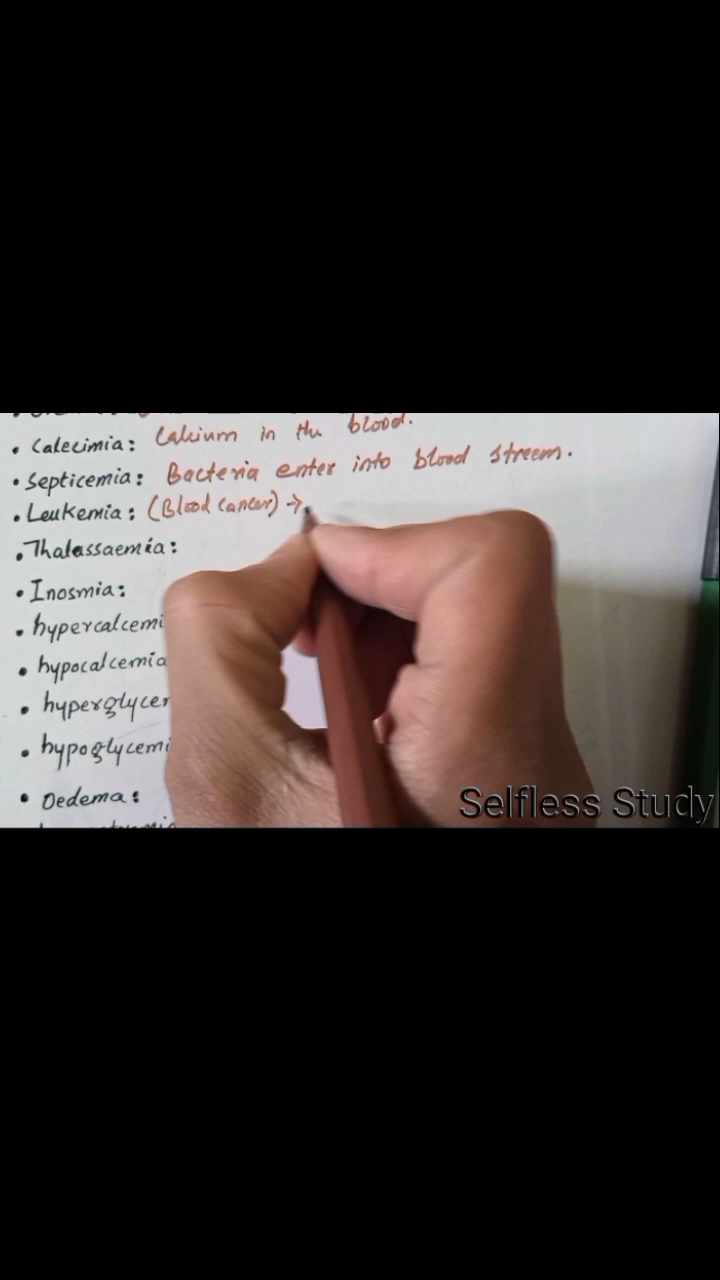 • Calecimia: Calcium in the blood.
• Septicemia: Bacteria enter into blood streem.
• Leukemia: (Blood Cancer) →
• Thalassaemia:
• Inosmia:
• hypercalcemi
• hypocalcemia
• hyperglycer
• hypoglycemi
• Oedema:
Selfless Study